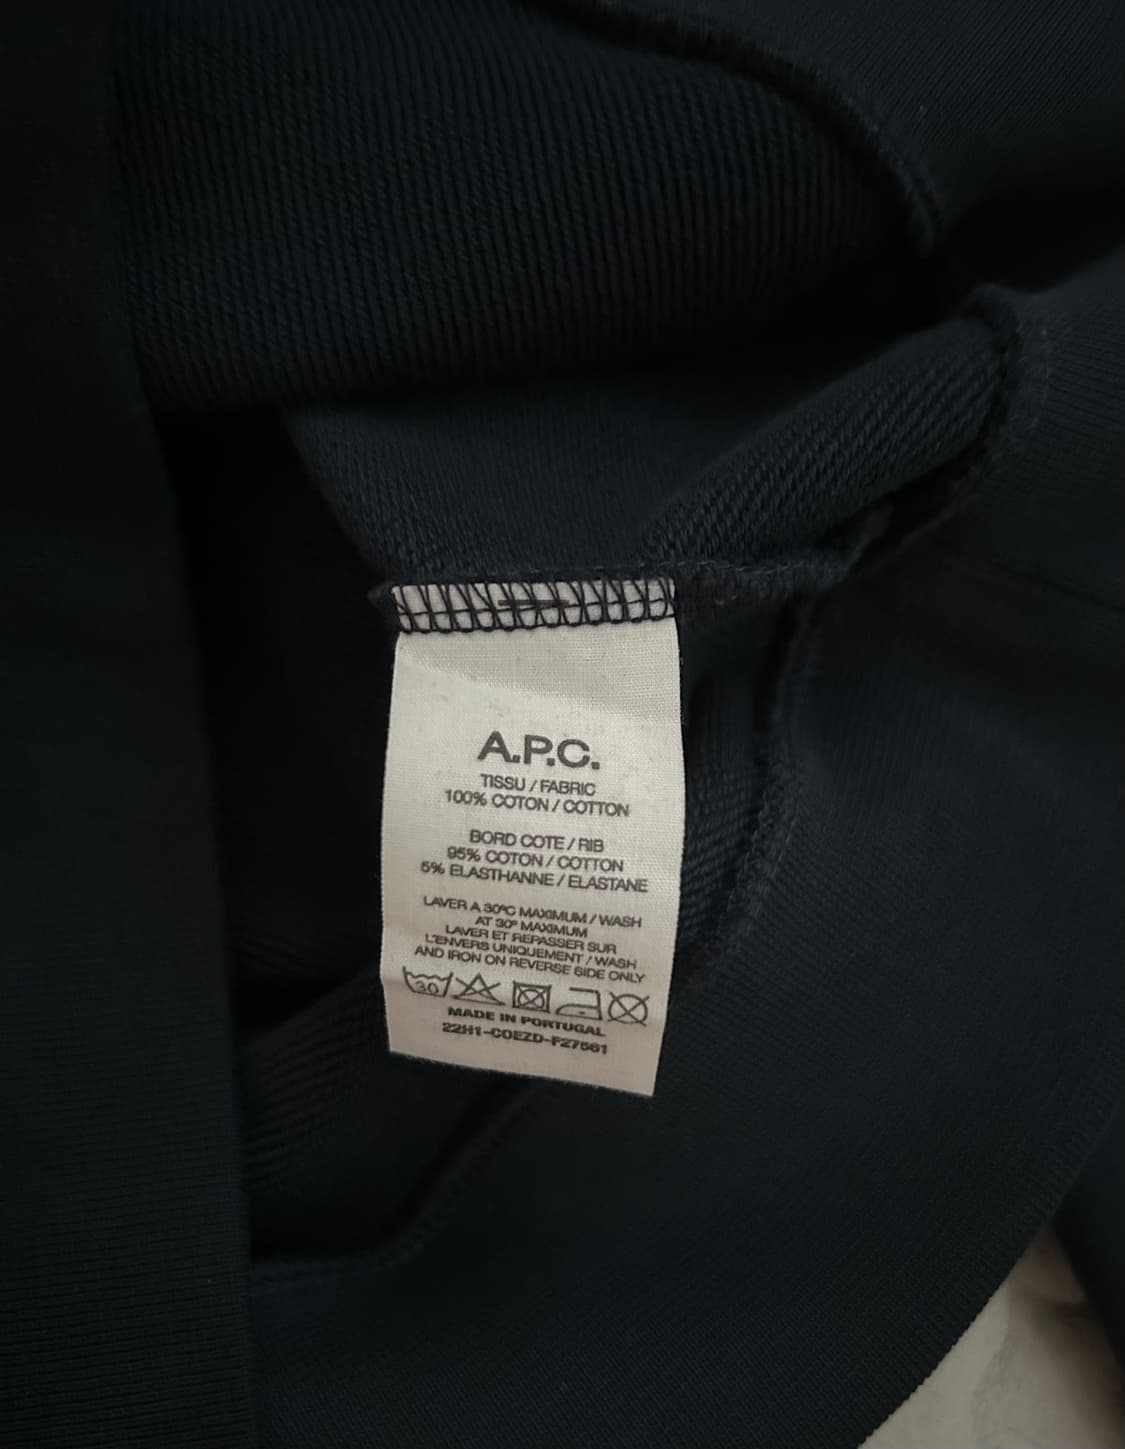 A.P.C.
TISSU / FABRIC
100% COTON / COTTON
BORD COTE / RIB
95% COTON / COTTON
5% ELASTHANNE / ELASTANE
LAVER A 30°C MAXIMUM / WASH
AT 30° MAXIMUM
LAVER ET REPASSER SUR
L'ENVERS UNIQUEMENT / WASH
AND IRON ON REVERSE SIDE ONLY
30
MADE IN PORTUGAL
22H1-COEZD-F27561